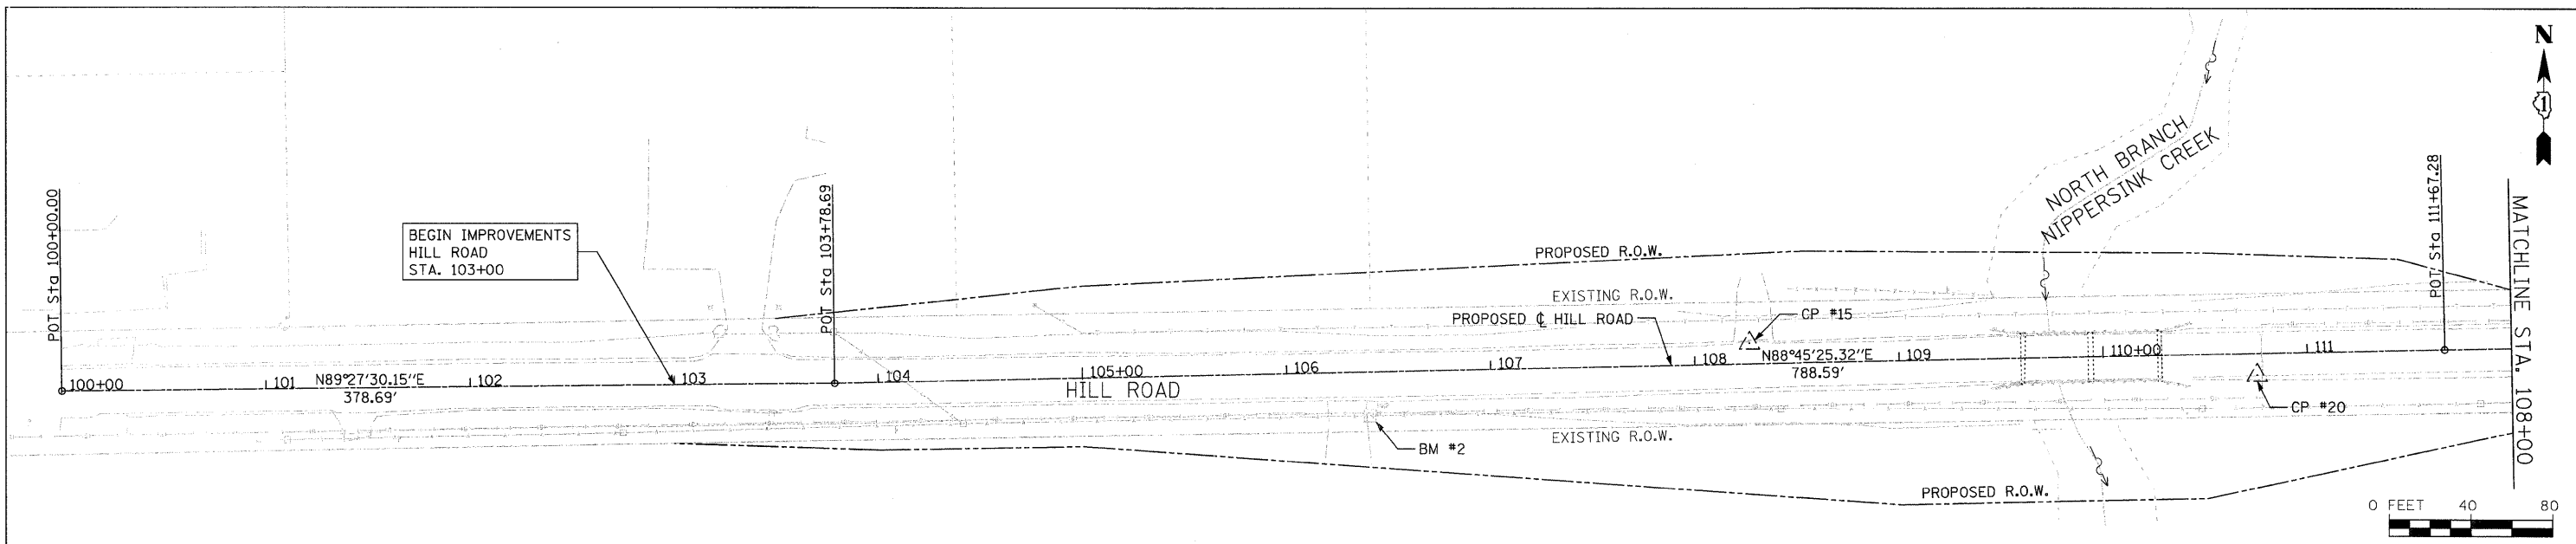 N
1
NORTH BRANCH
NIPPERSINK CREEK
POT Sta 100+00.00
POT Sta 103+78.69
POT Sta 111+67.28
MATCHLINE STA. 108+00
BEGIN IMPROVEMENTS
HILL ROAD
STA. 103+00
PROPOSED R.O.W.
EXISTING R.O.W.
PROPOSED ℄ HILL ROAD
CP #15
100+00
101
N89°27'30.15"E
378.69'
102
103
104
105+00
106
107
108
N88°45'25.32"E
788.59'
109
110+00
111
HILL ROAD
CP #20
EXISTING R.O.W.
BM #2
PROPOSED R.O.W.
0 FEET 40 80